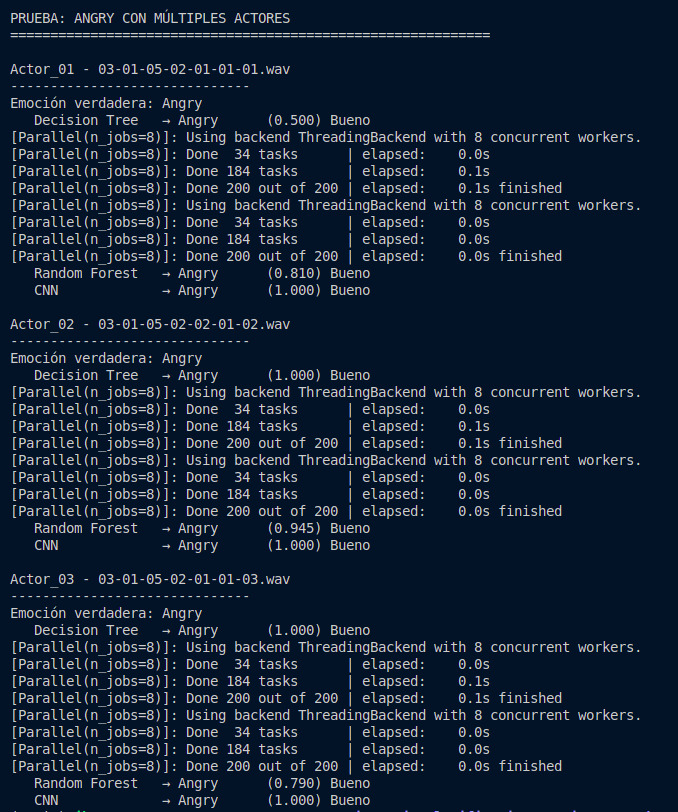 PRUEBA: ANGRY CON MÚLTIPLES ACTORES
============================================================
Actor_01 - 03-01-05-02-01-01-01.wav
------------------------------
Emoción verdadera: Angry
   Decision Tree   → Angry      (0.500) Bueno
[Parallel(n_jobs=8)]: Using backend ThreadingBackend with 8 concurrent workers.
[Parallel(n_jobs=8)]: Done  34 tasks      | elapsed:    0.0s
[Parallel(n_jobs=8)]: Done 184 tasks      | elapsed:    0.1s
[Parallel(n_jobs=8)]: Done 200 out of 200 | elapsed:    0.1s finished
[Parallel(n_jobs=8)]: Using backend ThreadingBackend with 8 concurrent workers.
[Parallel(n_jobs=8)]: Done  34 tasks      | elapsed:    0.0s
[Parallel(n_jobs=8)]: Done 184 tasks      | elapsed:    0.0s
[Parallel(n_jobs=8)]: Done 200 out of 200 | elapsed:    0.0s finished
   Random Forest   → Angry      (0.810) Bueno
   CNN             → Angry      (1.000) Bueno
Actor_02 - 03-01-05-02-02-01-02.wav
------------------------------
Emoción verdadera: Angry
   Decision Tree   → Angry      (1.000) Bueno
[Parallel(n_jobs=8)]: Using backend ThreadingBackend with 8 concurrent workers.
[Parallel(n_jobs=8)]: Done  34 tasks      | elapsed:    0.0s
[Parallel(n_jobs=8)]: Done 184 tasks      | elapsed:    0.1s
[Parallel(n_jobs=8)]: Done 200 out of 200 | elapsed:    0.1s finished
[Parallel(n_jobs=8)]: Using backend ThreadingBackend with 8 concurrent workers.
[Parallel(n_jobs=8)]: Done  34 tasks      | elapsed:    0.0s
[Parallel(n_jobs=8)]: Done 184 tasks      | elapsed:    0.0s
[Parallel(n_jobs=8)]: Done 200 out of 200 | elapsed:    0.0s finished
   Random Forest   → Angry      (0.945) Bueno
   CNN             → Angry      (1.000) Bueno
Actor_03 - 03-01-05-02-01-01-03.wav
------------------------------
Emoción verdadera: Angry
   Decision Tree   → Angry      (1.000) Bueno
[Parallel(n_jobs=8)]: Using backend ThreadingBackend with 8 concurrent workers.
[Parallel(n_jobs=8)]: Done  34 tasks      | elapsed:    0.0s
[Parallel(n_jobs=8)]: Done 184 tasks      | elapsed:    0.1s
[Parallel(n_jobs=8)]: Done 200 out of 200 | elapsed:    0.1s finished
[Parallel(n_jobs=8)]: Using backend ThreadingBackend with 8 concurrent workers.
[Parallel(n_jobs=8)]: Done  34 tasks      | elapsed:    0.0s
[Parallel(n_jobs=8)]: Done 184 tasks      | elapsed:    0.0s
[Parallel(n_jobs=8)]: Done 200 out of 200 | elapsed:    0.0s finished
   Random Forest   → Angry      (0.790) Bueno
   CNN             → Angry      (1.000) Bueno